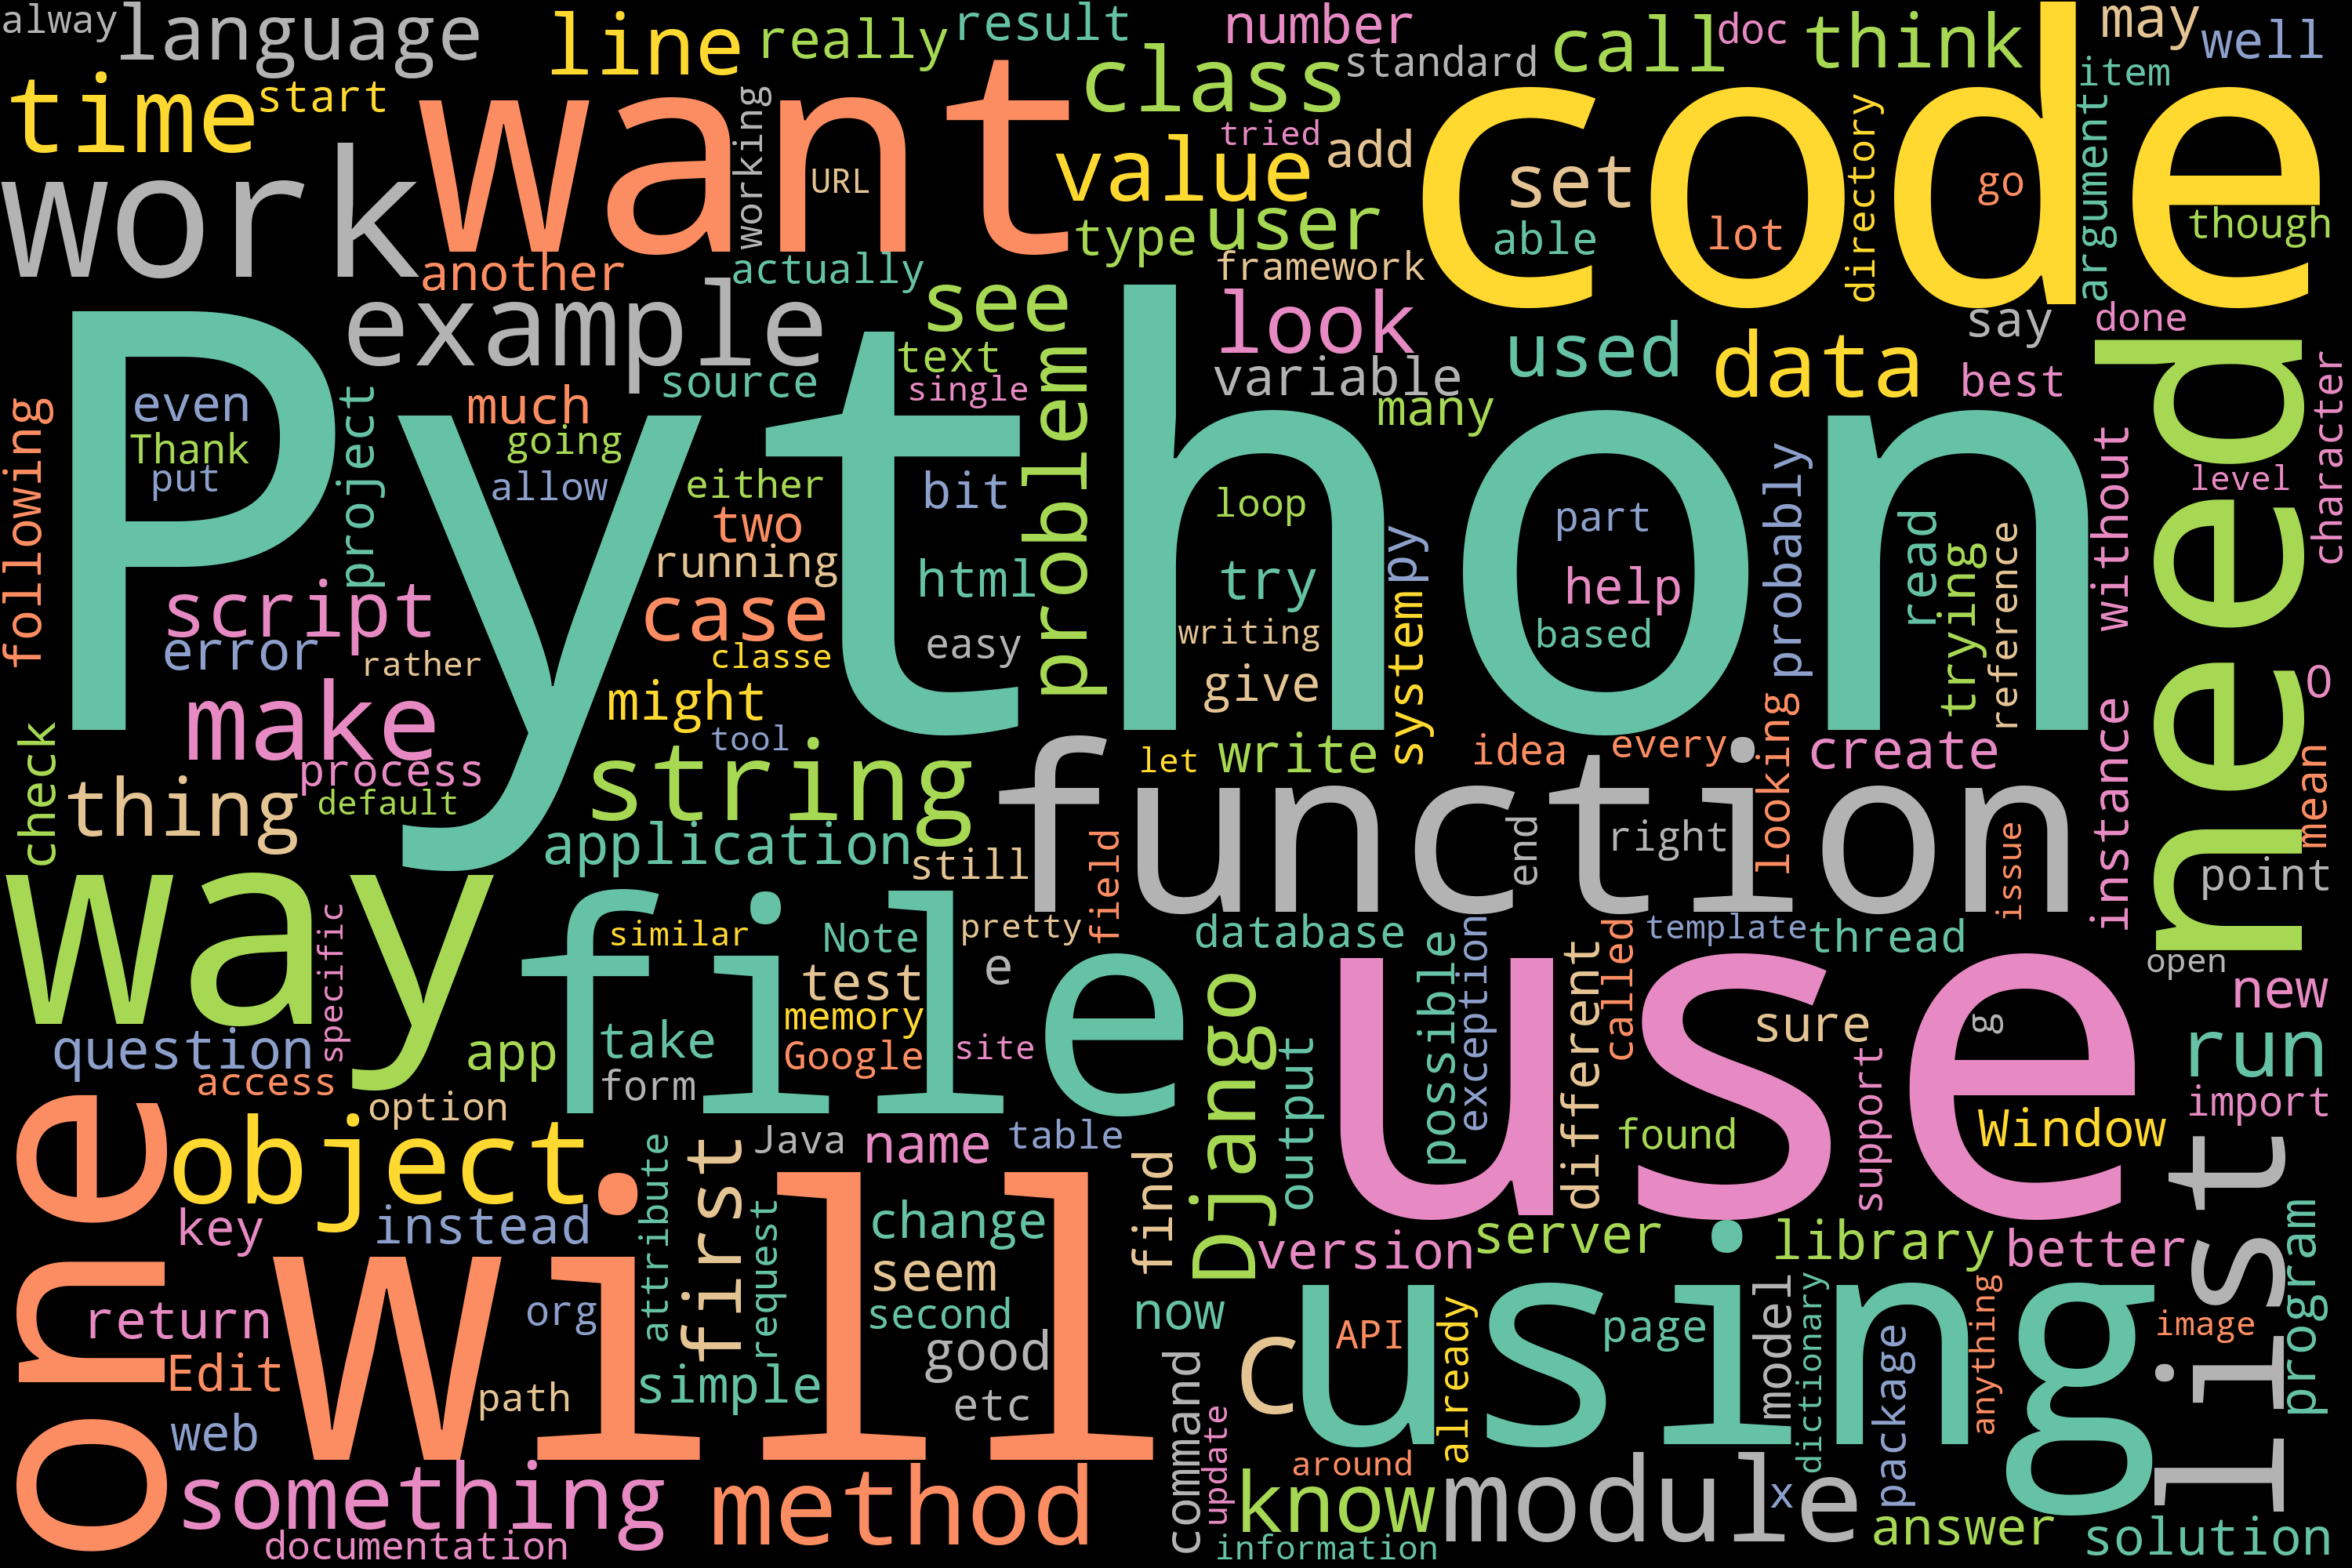 alway
language
line
really
result
number
standard
call
doc
think
may
well
item
time
start
want
working
URL
class
tried
value
add
code
set
able
lot
directory
go
argument
though
work
another
actually
type
user
framework
example
see
look
used
data
say
done
need
Python
text
source
single
variable
many
best
character
following
even
Thank
put
project
much
going
allow
either
two
running
bit
problem
html
loop
try
part
help
based
probably
read
trying
reference
without
level
script
error
rather
case
classe
easy
writing
give
system
py
O
make
might
tool
let
write
idea
every
looking
create
instance
mean
check
thing
process
default
string
application
still
function
field
end
right
issue
point
way
specific
file
similar
Note
pretty
e
test
memory
Google
site
take
form
database
possible
exception
different
called
template
thread
use
sure
g
open
new
run
question
access
app
option
Django
output
found
support
Window
import
one
object
attribute
first
Java
name
table
find
list
key
instead
request
change
seem
second
version
server
library
better
program
will
return
org
good
now
c
API
using
page
model
dictionary
anything
image
Edit
path
simple
etc
already
package
web
something
method
command
update
around
know
module
x
answer
solution
documentation
information